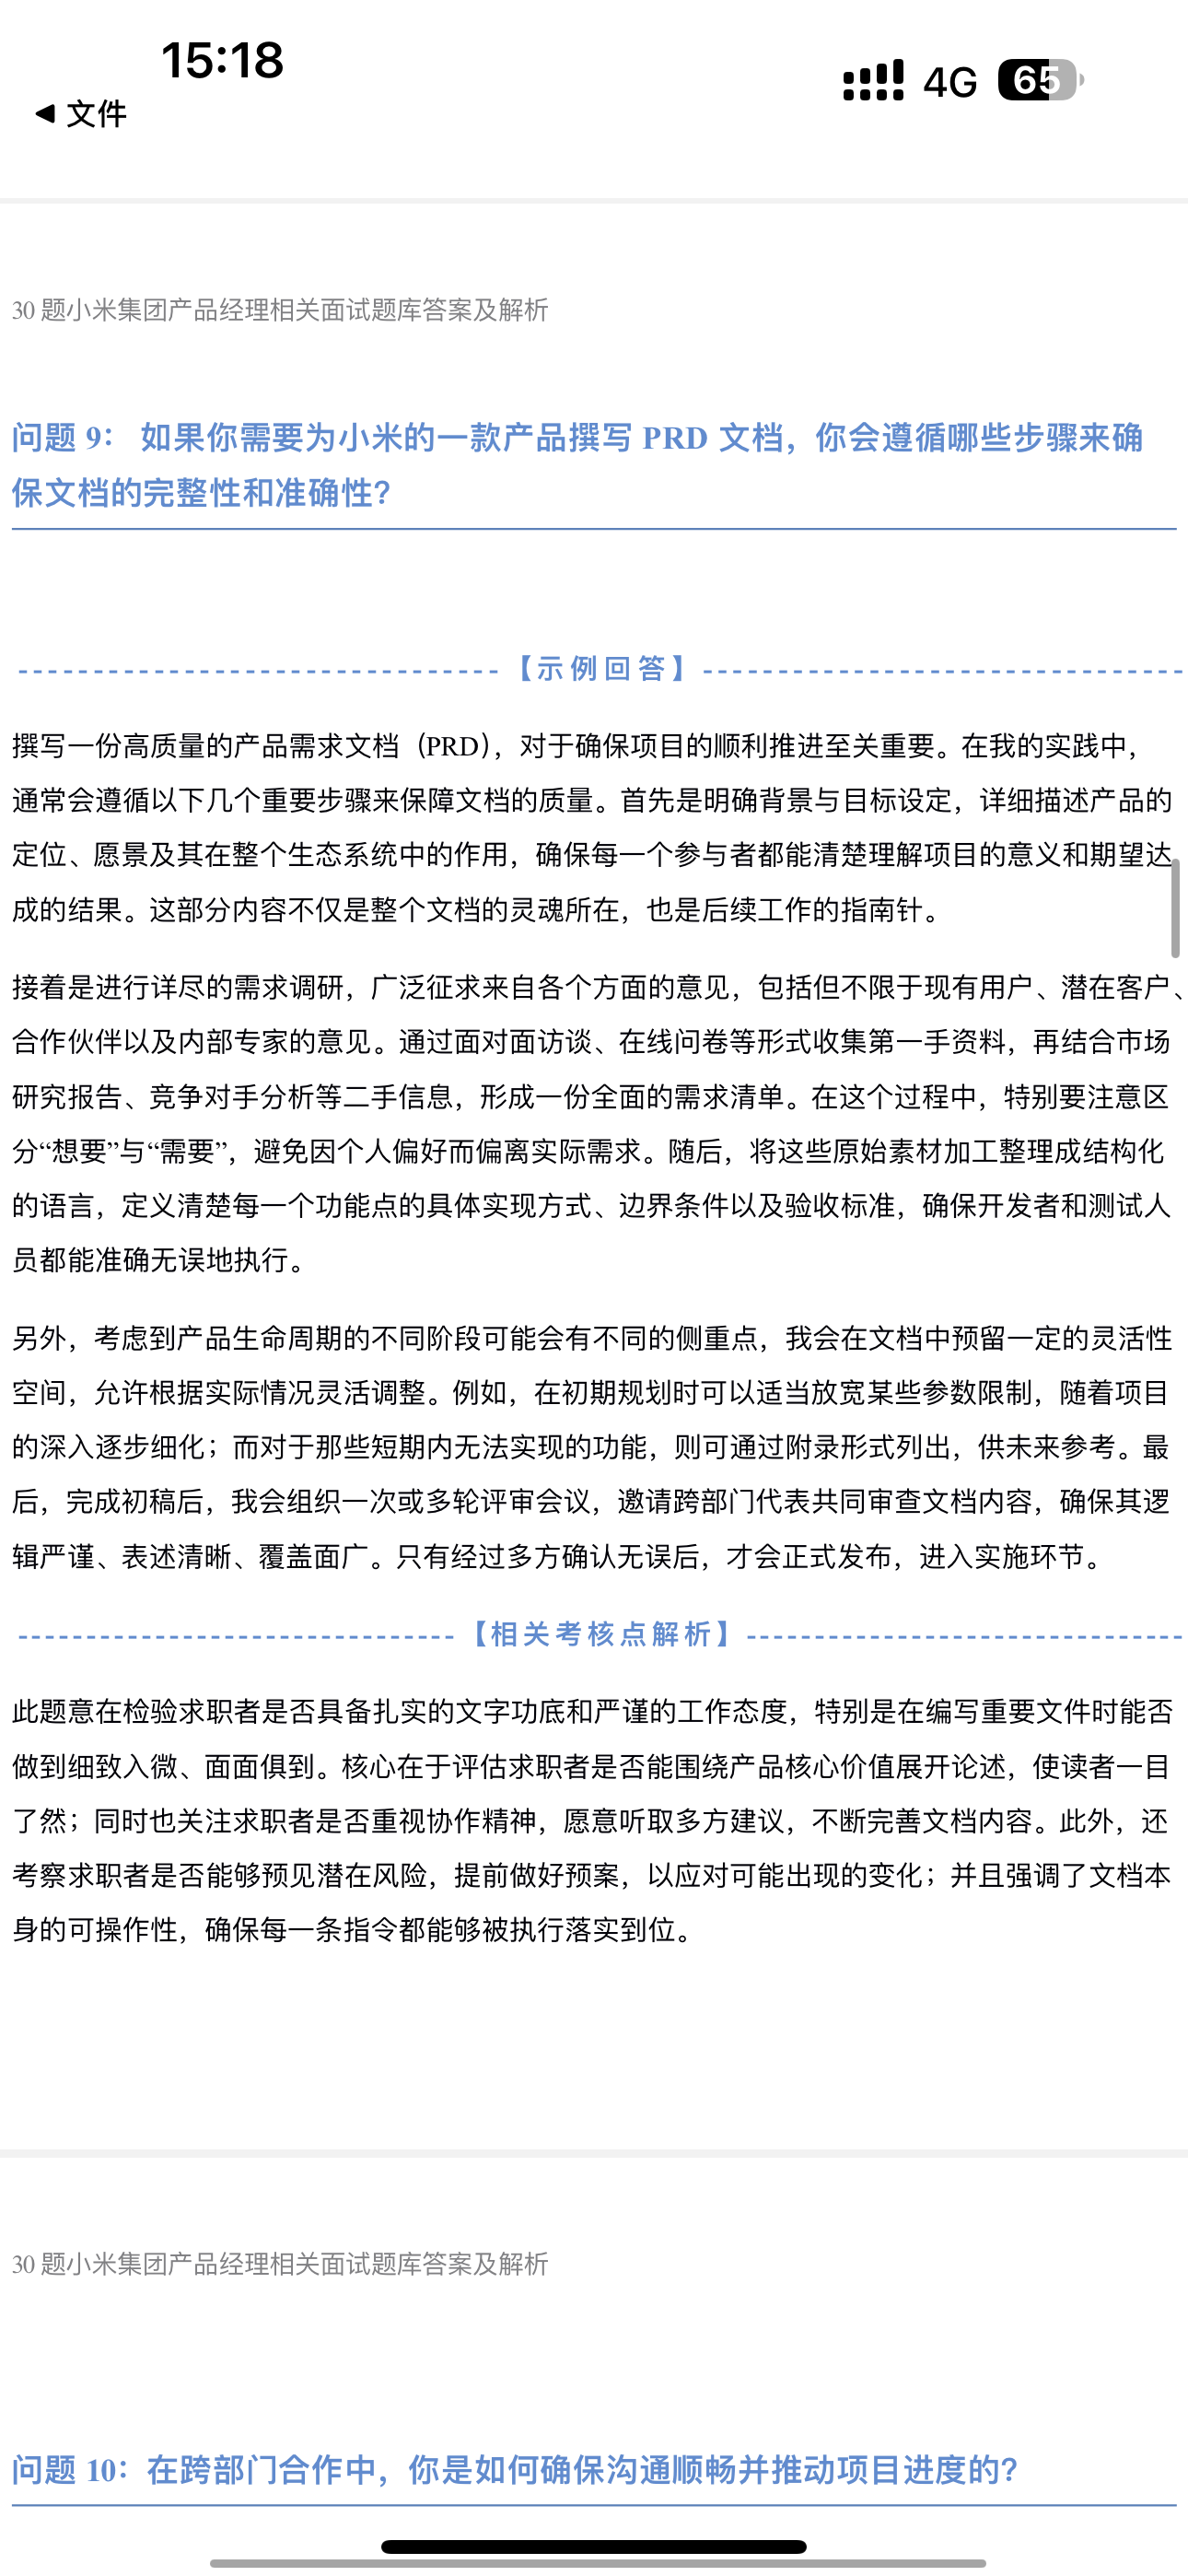 15:18
4G
65
◀ 文件
30 题小米集团产品经理相关面试题库答案及解析
问题 9： 如果你需要为小米的一款产品撰写 PRD 文档，你会遵循哪些步骤来确
保文档的完整性和准确性?
--------------------------------【示例回答】--------------------------------
撰写一份高质量的产品需求文档（PRD），对于确保项目的顺利推进至关重要。在我的实践中，
通常会遵循以下几个重要步骤来保障文档的质量。首先是明确背景与目标设定，详细描述产品的
定位、愿景及其在整个生态系统中的作用，确保每一个参与者都能清楚理解项目的意义和期望达
成的结果。这部分内容不仅是整个文档的灵魂所在，也是后续工作的指南针。
接着是进行详尽的需求调研，广泛征求来自各个方面的意见，包括但不限于现有用户、潜在客户、
合作伙伴以及内部专家的意见。通过面对面访谈、在线问卷等形式收集第一手资料，再结合市场
研究报告、竞争对手分析等二手信息，形成一份全面的需求清单。在这个过程中，特别要注意区
分“想要”与“需要”，避免因个人偏好而偏离实际需求。随后，将这些原始素材加工整理成结构化
的语言，定义清楚每一个功能点的具体实现方式、边界条件以及验收标准，确保开发者和测试人
员都能准确无误地执行。
另外，考虑到产品生命周期的不同阶段可能会有不同的侧重点，我会在文档中预留一定的灵活性
空间，允许根据实际情况灵活调整。例如，在初期规划时可以适当放宽某些参数限制，随着项目
的深入逐步细化；而对于那些短期内无法实现的功能，则可通过附录形式列出，供未来参考。最
后，完成初稿后，我会组织一次或多轮评审会议，邀请跨部门代表共同审查文档内容，确保其逻
辑严谨、表述清晰、覆盖面广。只有经过多方确认无误后，才会正式发布，进入实施环节。
-----------------------------【相关考核点解析】-----------------------------
此题意在检验求职者是否具备扎实的文字功底和严谨的工作态度，特别是在编写重要文件时能否
做到细致入微、面面俱到。核心在于评估求职者是否能围绕产品核心价值展开论述，使读者一目
了然；同时也关注求职者是否重视协作精神，愿意听取多方建议，不断完善文档内容。此外，还
考察求职者是否能够预见潜在风险，提前做好预案，以应对可能出现的变化；并且强调了文档本
身的可操作性，确保每一条指令都能够被执行落实到位。
30 题小米集团产品经理相关面试题库答案及解析
问题 10：在跨部门合作中，你是如何确保沟通顺畅并推动项目进度的?